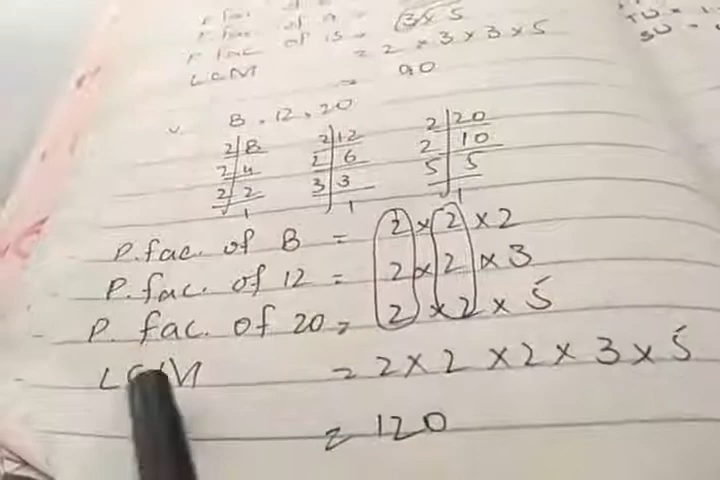 P. fac of 15 = 3 x 5
LCM = 2 x 3 x 3 x 5
= 90
v 8, 12, 20
2 8 2 12 2 20
2 4 2 6 2 10
2 2 3 3 5 5
1 1 1
P. fac. of 8 = 2 x 2 x 2
P. fac. of 12 = 2 x 2 x 3
P. fac. of 20 = 2 x 2 x 5
LCM = 2 x 2 x 2 x 3 x 5
= 120